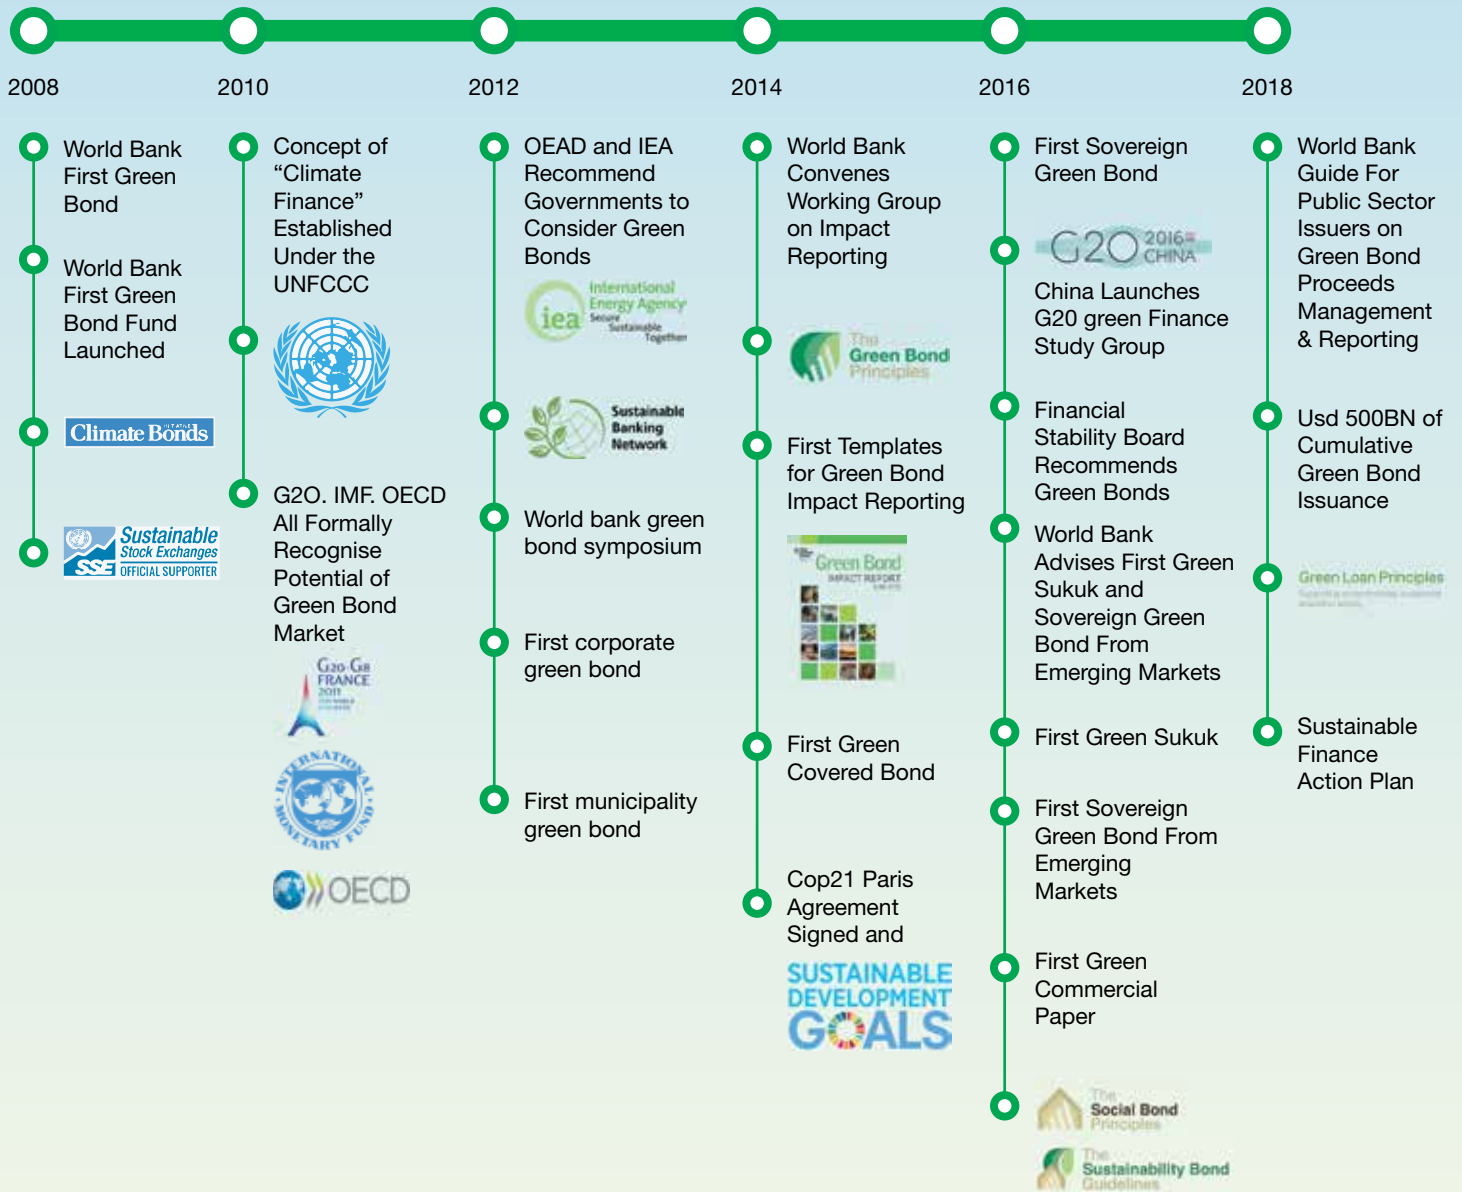 2008
2010
2012
2014
2016
2018
World Bank
First Green
Bond
World Bank
First Green
Bond Fund
Launched
Climate Bonds
INITIATIVE
Sustainable
Stock Exchanges
SSE
OFFICIAL SUPPORTER
Concept of
“Climate
Finance”
Established
Under the
UNFCCC
G2O. IMF. OECD
All Formally
Recognise
Potential of
Green Bond
Market
G20-G8
FRANCE
2011
INTERNATIONAL
MONETARY FUND
OECD
OEAD and IEA
Recommend
Governments to
Consider Green
Bonds
iea
International
Energy Agency
Secure
Sustainable
Together
Sustainable
Banking
Network
World bank green
bond symposium
First corporate
green bond
First municipality
green bond
World Bank
Convenes
Working Group
on Impact
Reporting
The
Green Bond
Principles
First Templates
for Green Bond
Impact Reporting
Green Bond
IMPACT REPORT
First Green
Covered Bond
Cop21 Paris
Agreement
Signed and
SUSTAINABLE
DEVELOPMENT
GOALS
First Sovereign
Green Bond
G20 2016
CHINA
China Launches
G20 green Finance
Study Group
Financial
Stability Board
Recommends
Green Bonds
World Bank
Advises First Green
Sukuk and
Sovereign Green
Bond From
Emerging Markets
First Green Sukuk
First Sovereign
Green Bond From
Emerging
Markets
First Green
Commercial
Paper
The
Social Bond
Principles
The
Sustainability Bond
Guidelines
World Bank
Guide For
Public Sector
Issuers on
Green Bond
Proceeds
Management
& Reporting
Usd 500BN of
Cumulative
Green Bond
Issuance
Green Loan Principles
Sustainable
Finance
Action Plan